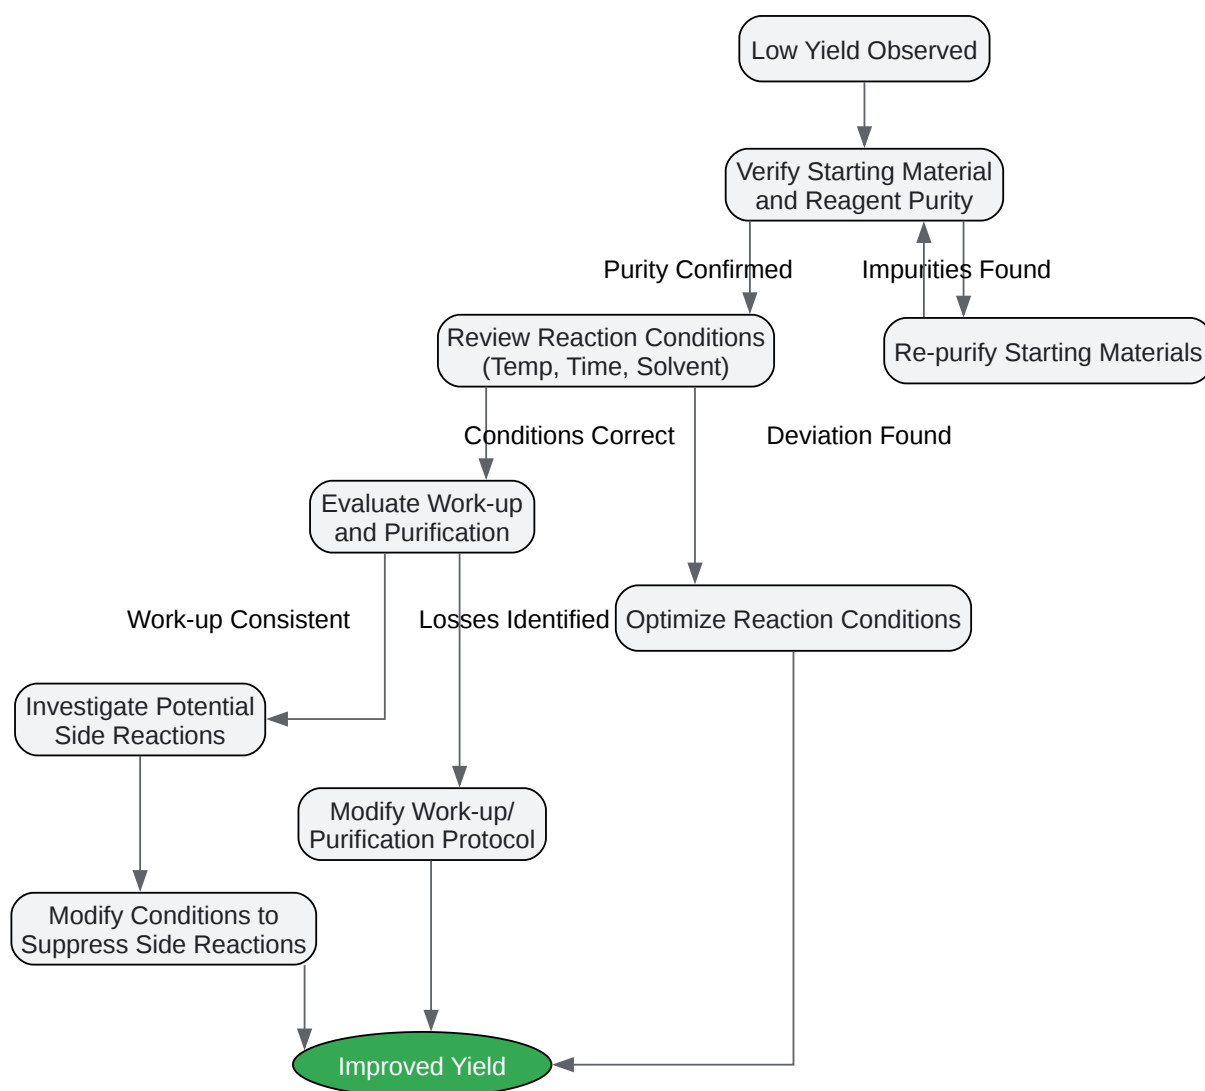 Low Yield Observed
Verify Starting Material
and Reagent Purity
Purity Confirmed
Impurities Found
Review Reaction Conditions
(Temp, Time, Solvent)
Re-purify Starting Materials
Conditions Correct
Deviation Found
Evaluate Work-up
and Purification
Work-up Consistent
Losses Identified
Optimize Reaction Conditions
Investigate Potential
Side Reactions
Modify Work-up/
Purification Protocol
Modify Conditions to
Suppress Side Reactions
Improved Yield